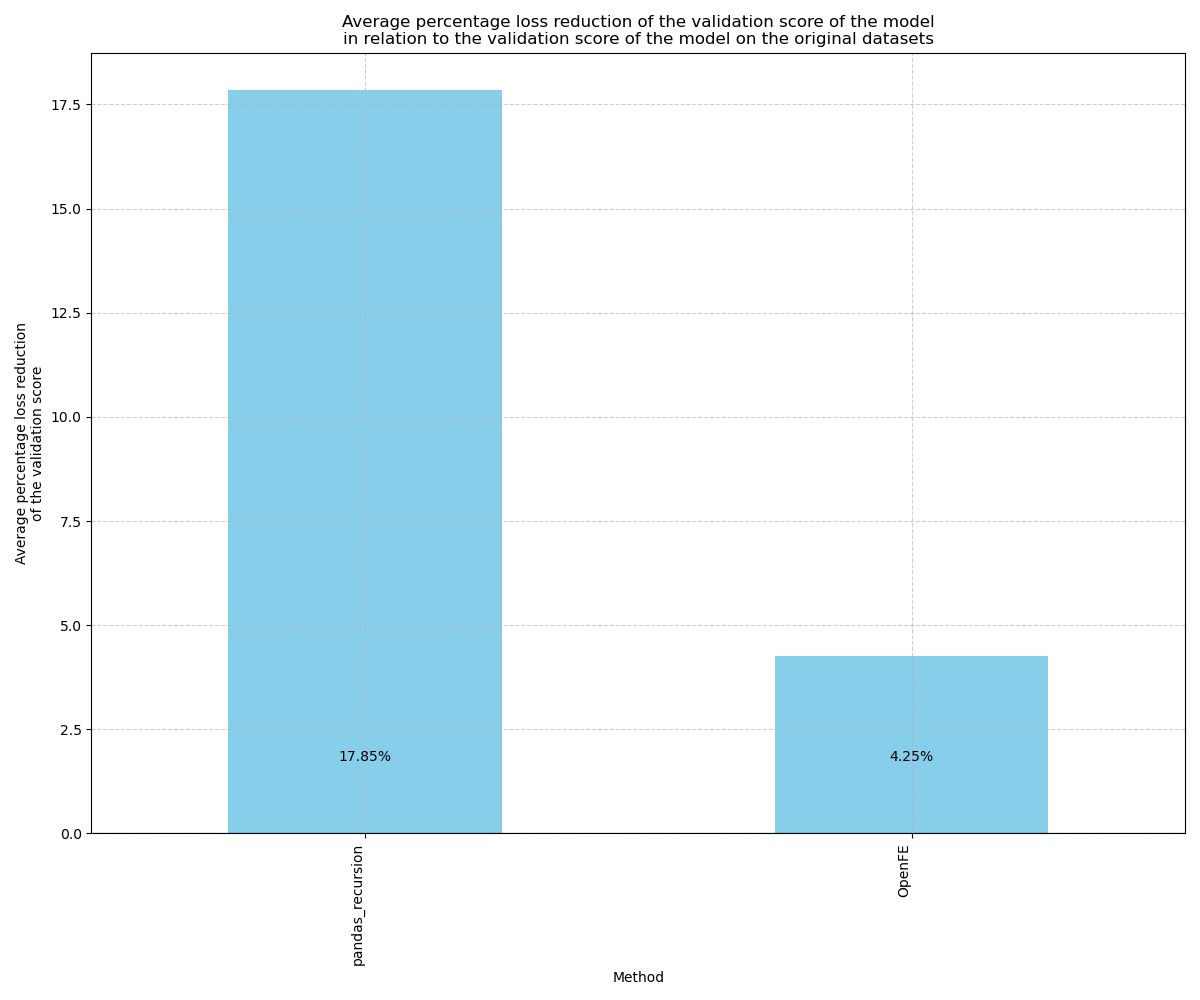 Average percentage loss reduction of the validation score of the model
in relation to the validation score of the model on the original datasets
Average percentage loss reduction
of the validation score
17.5
15.0
12.5
10.0
7.5
5.0
2.5
0.0
17.85%
4.25%
pandas_recursion
OpenFE
Method